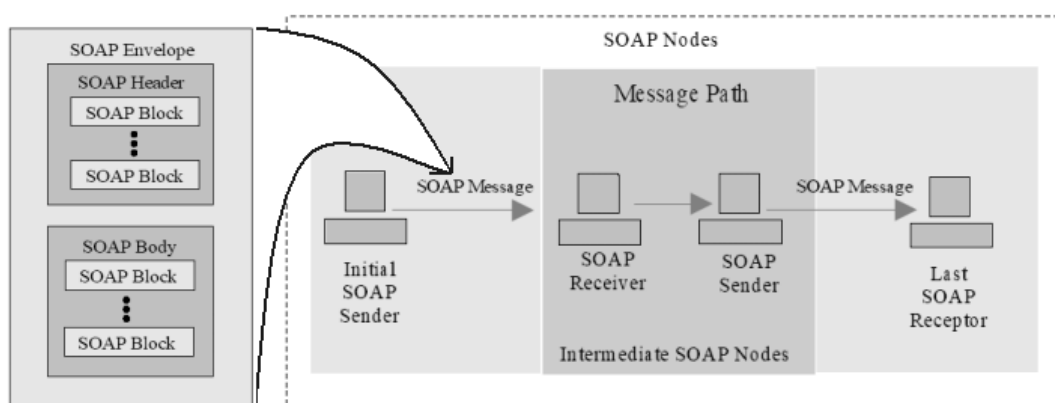 SOAP Envelope
SOAP Header
SOAP Block
SOAP Block
SOAP Body
SOAP Block
SOAP Block
SOAP Nodes
Message Path
SOAP Message
SOAP Message
Initial
SOAP
Sender
SOAP
Receiver
SOAP
Sender
Last
SOAP
Receptor
Intermediate SOAP Nodes